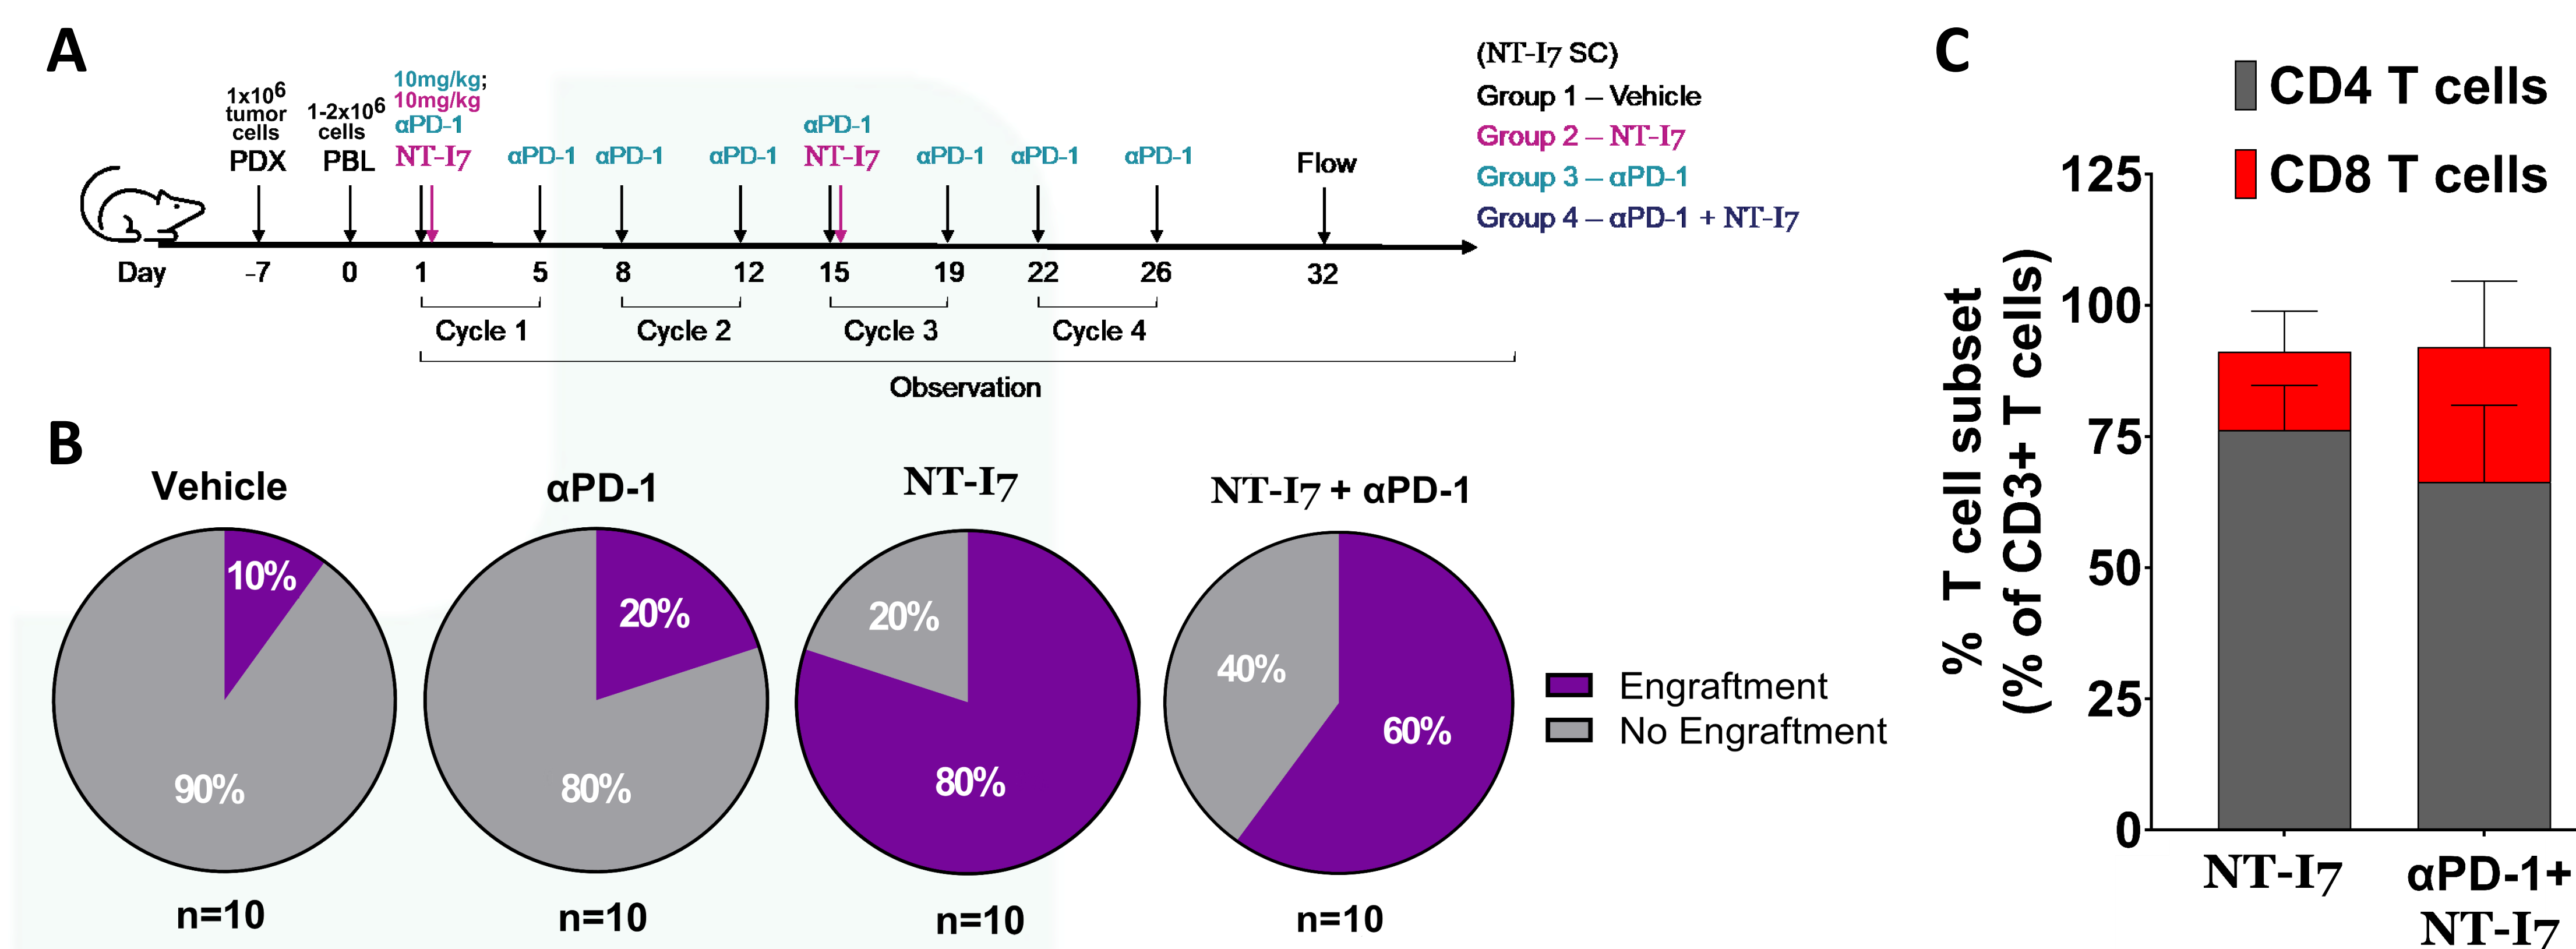 A
1x10⁶
tumor
cells
PDX
1-2x10⁶
cells
PBL
10mg/kg;
10mg/kg
αPD-1
NT-I7
αPD-1
αPD-1
αPD-1
αPD-1
NT-I7
αPD-1
αPD-1
αPD-1
Flow
Day -7 0 1 5 8 12 15 19 22 26 32
Cycle 1 Cycle 2 Cycle 3 Cycle 4
Observation
(NT-I7 SC)
Group 1 – Vehicle
Group 2 – NT-I7
Group 3 – αPD-1
Group 4 – αPD-1 + NT-I7
B
Vehicle
10%
90%
n=10
αPD-1
20%
80%
n=10
NT-I7
20%
80%
n=10
NT-I7 + αPD-1
40%
60%
n=10
Engraftment
No Engraftment
C
CD4 T cells
CD8 T cells
% T cell subset
(% of CD3+ T cells)
125
100
75
50
25
0
NT-I7
αPD-1+
NT-I7